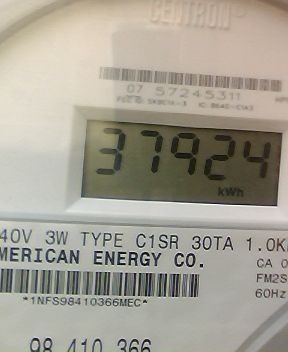 CENTRON
07 57245311
37924
kWh
40V 3W TYPE C1SR 30TA 1.0K
MERICAN ENERGY CO.
CA 0
FM2S
60Hz
*1NFS98410366MEC*
98 410 366